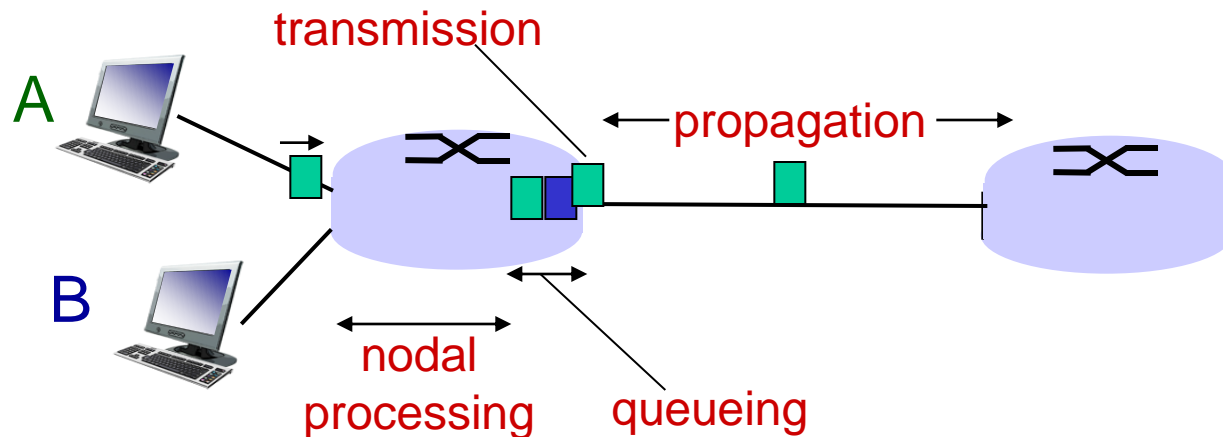 transmission
A
propagation
B
nodal
processing
queueing